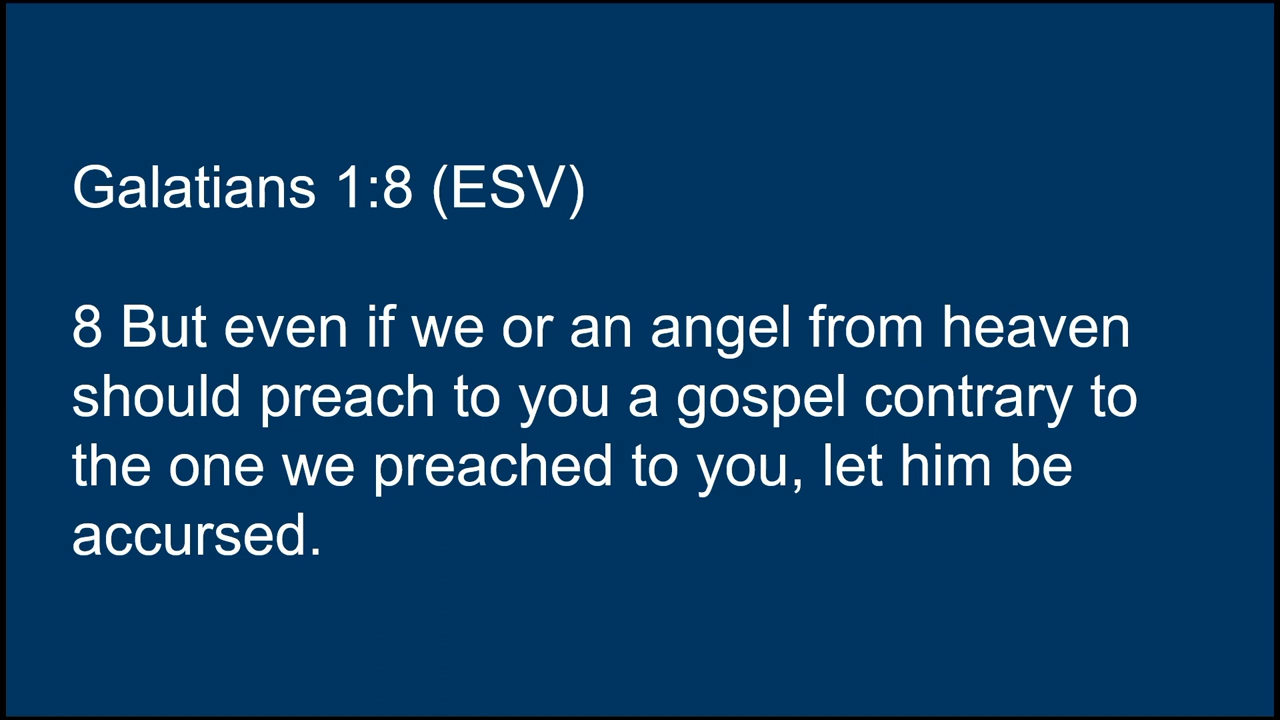 Galatians 1:8 (ESV)
8 But even if we or an angel from heaven
should preach to you a gospel contrary to
the one we preached to you, let him be
accursed.